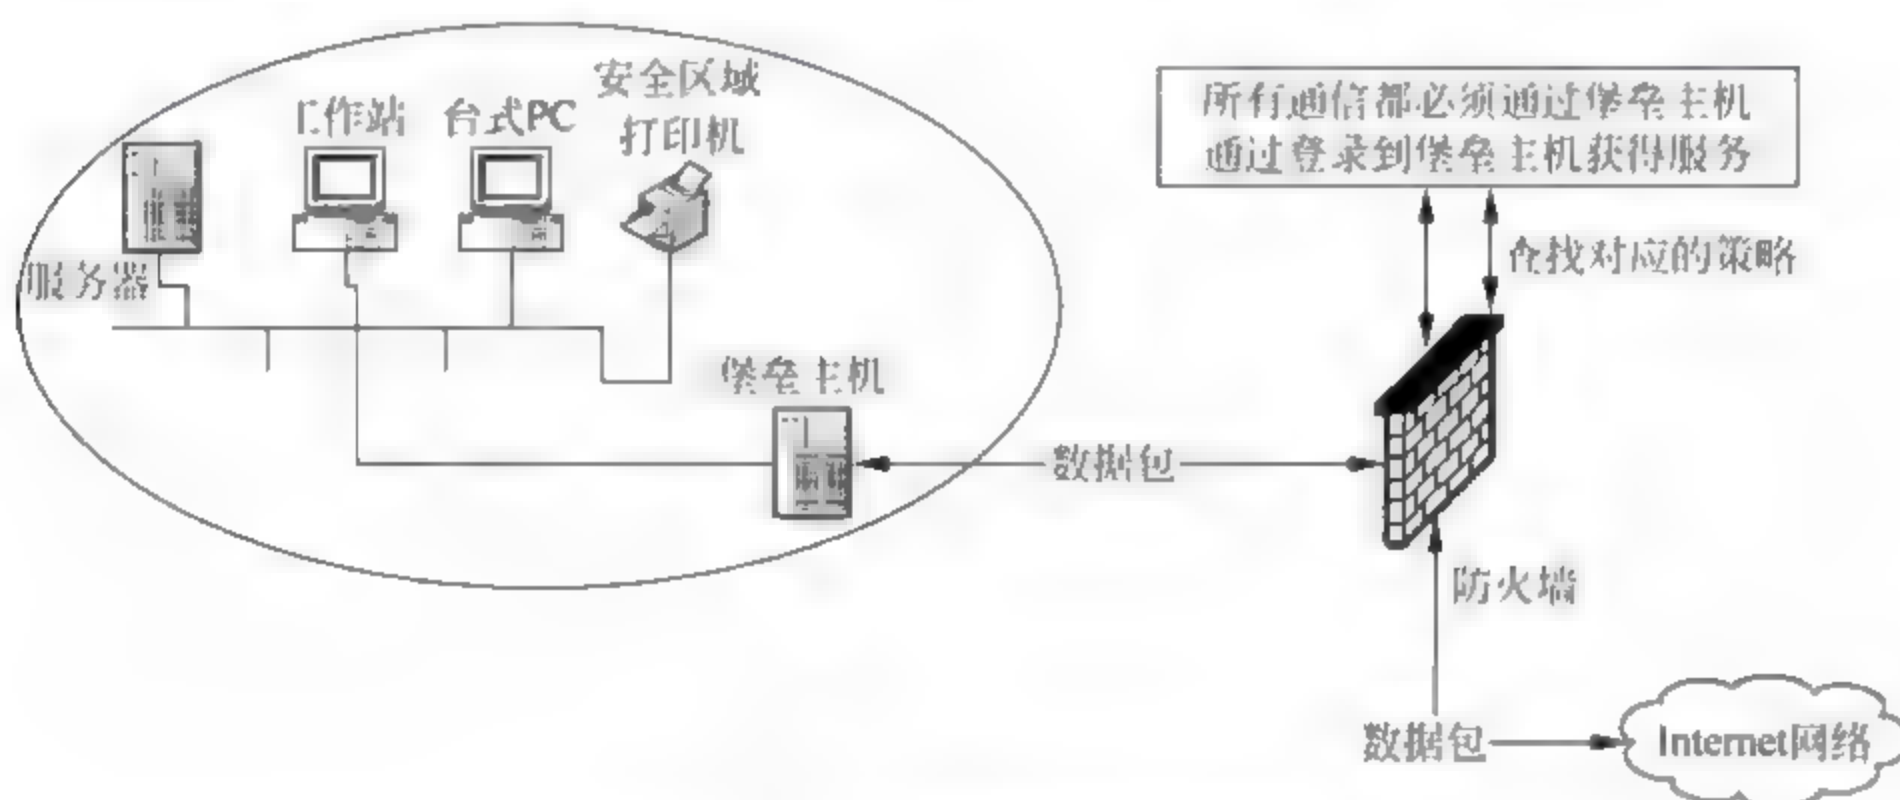 安全区域
工作站
台式PC
打印机
服务器
堡垒主机
数据包
所有通信都必须通过堡垒主机
通过登录到堡垒主机获得服务
查找对应的策略
防火墙
数据包
Internet网络